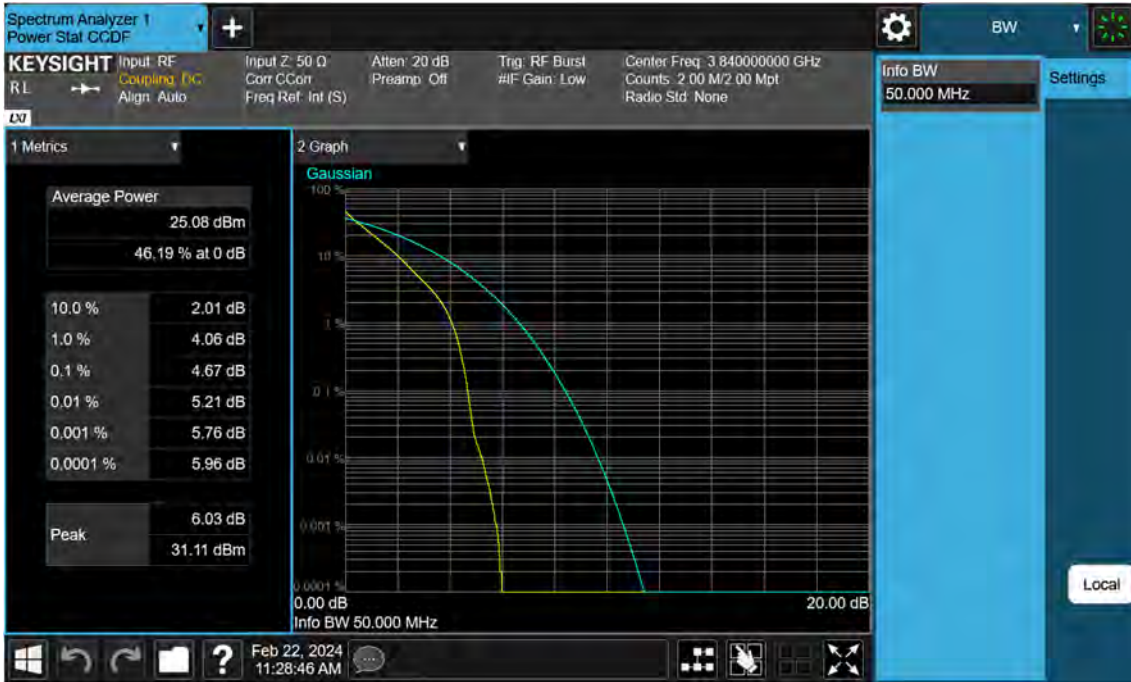 Spectrum Analyzer 1
Power Stat CCDF
BW
KEYSIGHT
R L
LXI
Input: RF
Coupling: DC
Align: Auto
Input Z: 50 Ω
Corr CCorr
Freq Ref: Int (S)
Atten: 20 dB
Preamp: Off
Trig: RF Burst
#IF Gain: Low
Center Freq: 3.840000000 GHz
Counts: 2.00 M/2.00 Mpt
Radio Std: None
Info BW
50.000 MHz
Settings
1 Metrics
Average Power
25.08 dBm
46.19 % at 0 dB
10.0 % 2.01 dB
1.0 % 4.06 dB
0.1 % 4.67 dB
0.01 % 5.21 dB
0.001 % 5.76 dB
0.0001 % 5.96 dB
Peak
6.03 dB
31.11 dBm
2 Graph
Gaussian
100 %
10 %
1 %
0.1 %
0.01 %
0.001 %
0.0001 %
0.00 dB 20.00 dB
Info BW 50.000 MHz
Local
Feb 22, 2024
11:28:46 AM